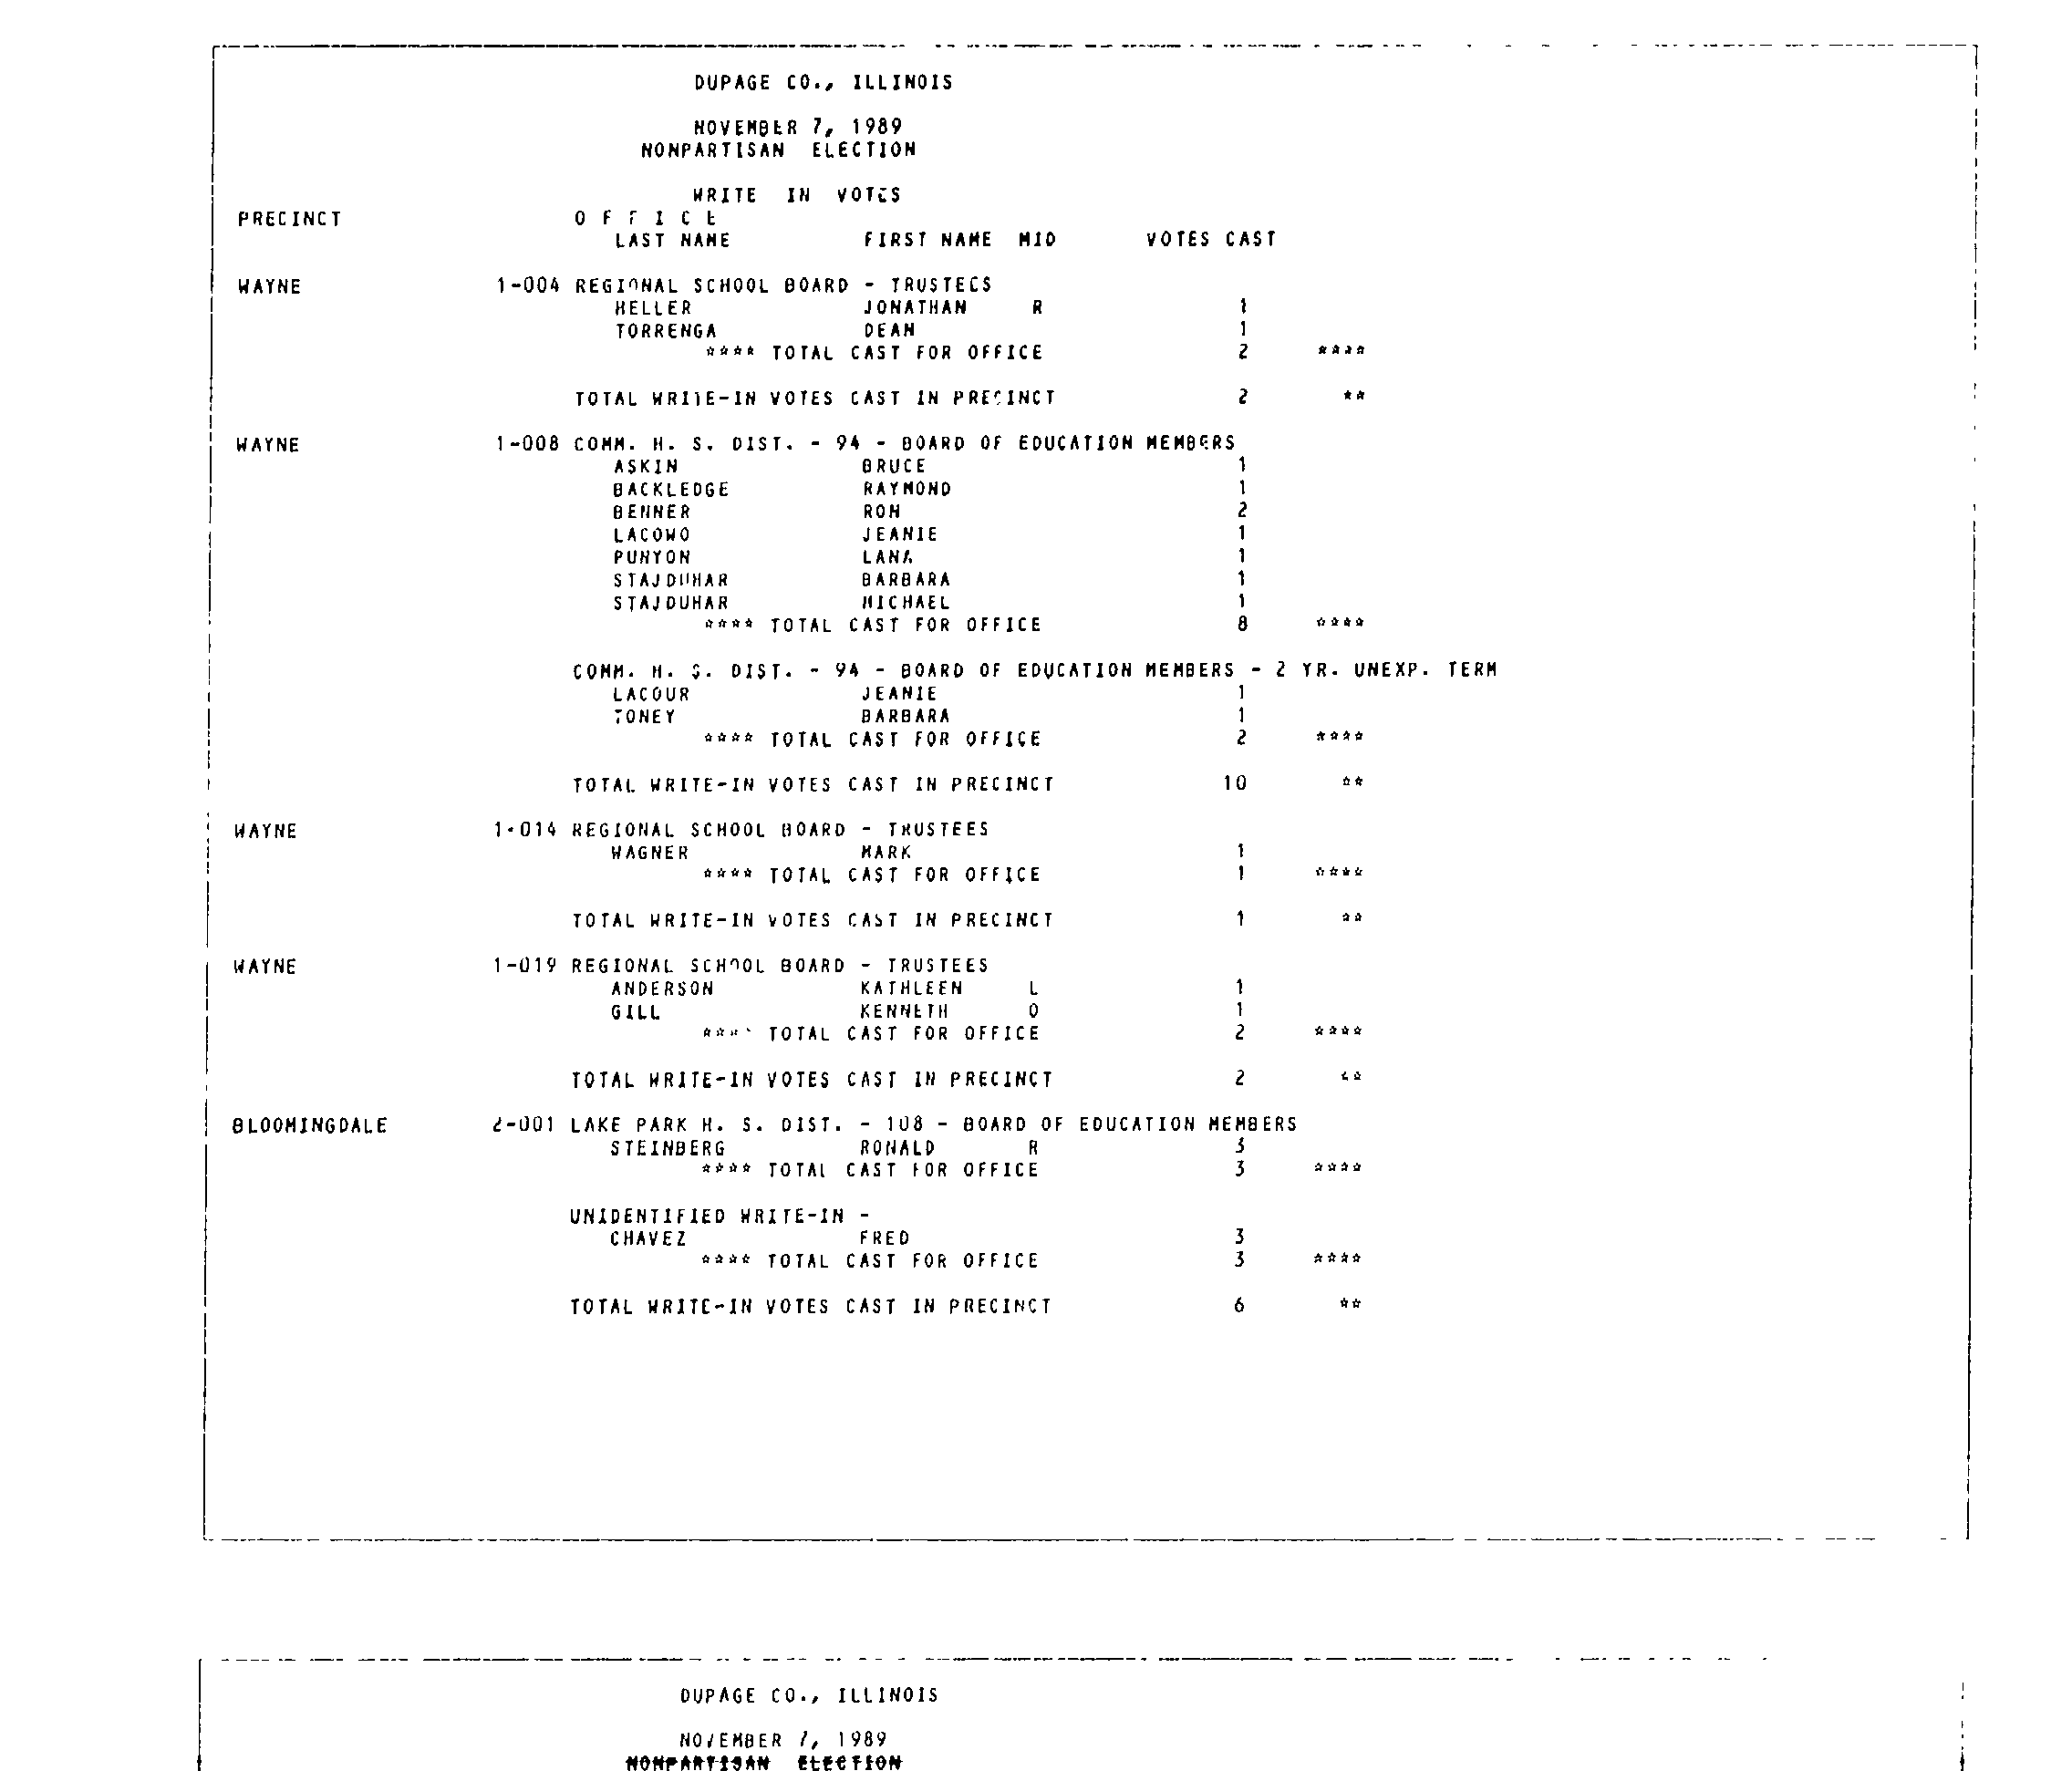 DUPAGE CO., ILLINOIS
NOVEMBER 7, 1989
NONPARTISAN ELECTION
WRITE IN VOTES
PRECINCT O F F I C E
LAST NAME FIRST NAME MID VOTES CAST
WAYNE 1-004 REGIONAL SCHOOL BOARD - TRUSTEES
HELLER JONATHAN R 1
TORRENGA DEAN 1
**** TOTAL CAST FOR OFFICE 2 ****
TOTAL WRITE-IN VOTES CAST IN PRECINCT 2 **
WAYNE 1-008 COMM. H. S. DIST. - 94 - BOARD OF EDUCATION MEMBERS
ASKIN BRUCE 1
BACKLEDGE RAYMOND 1
BENNER RON 2
LACOWO JEANIE 1
PUNYON LANA 1
STAJDUHAR BARBARA 1
STAJDUHAR MICHAEL 1
**** TOTAL CAST FOR OFFICE 8 ****
COMM. H. S. DIST. - 94 - BOARD OF EDUCATION MEMBERS - 2 YR. UNEXP. TERM
LACOUR JEANIE 1
TONEY BARBARA 1
**** TOTAL CAST FOR OFFICE 2 ****
TOTAL WRITE-IN VOTES CAST IN PRECINCT 10 **
WAYNE 1-014 REGIONAL SCHOOL BOARD - TRUSTEES
WAGNER MARK 1
**** TOTAL CAST FOR OFFICE 1 ****
TOTAL WRITE-IN VOTES CAST IN PRECINCT 1 **
WAYNE 1-019 REGIONAL SCHOOL BOARD - TRUSTEES
ANDERSON KATHLEEN L 1
GILL KENNETH O 1
**** TOTAL CAST FOR OFFICE 2 ****
TOTAL WRITE-IN VOTES CAST IN PRECINCT 2 **
BLOOMINGDALE 2-001 LAKE PARK H. S. DIST. - 108 - BOARD OF EDUCATION MEMBERS
STEINBERG RONALD R 3
**** TOTAL CAST FOR OFFICE 3 ****
UNIDENTIFIED WRITE-IN -
CHAVEZ FRED 3
**** TOTAL CAST FOR OFFICE 3 ****
TOTAL WRITE-IN VOTES CAST IN PRECINCT 6 **
DUPAGE CO., ILLINOIS
NOVEMBER 7, 1989
NONPARTISAN ELECTION